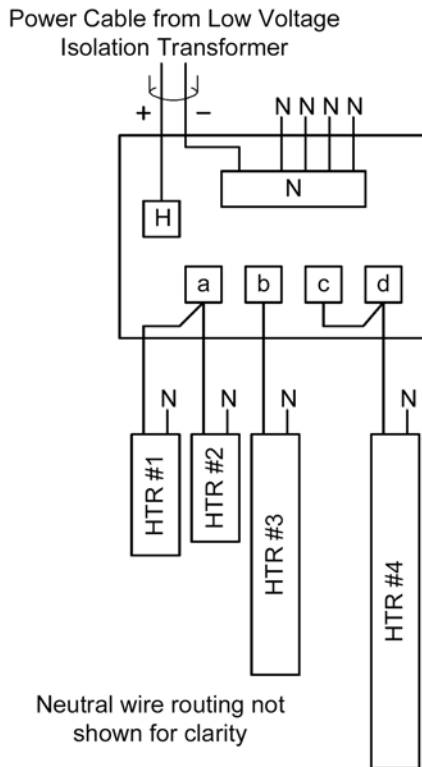 Power Cable from Low Voltage
Isolation Transformer
+ −
N N N N
N
H
a b c d
N N N N
HTR #1
HTR #2
HTR #3
HTR #4
Neutral wire routing not
shown for clarity